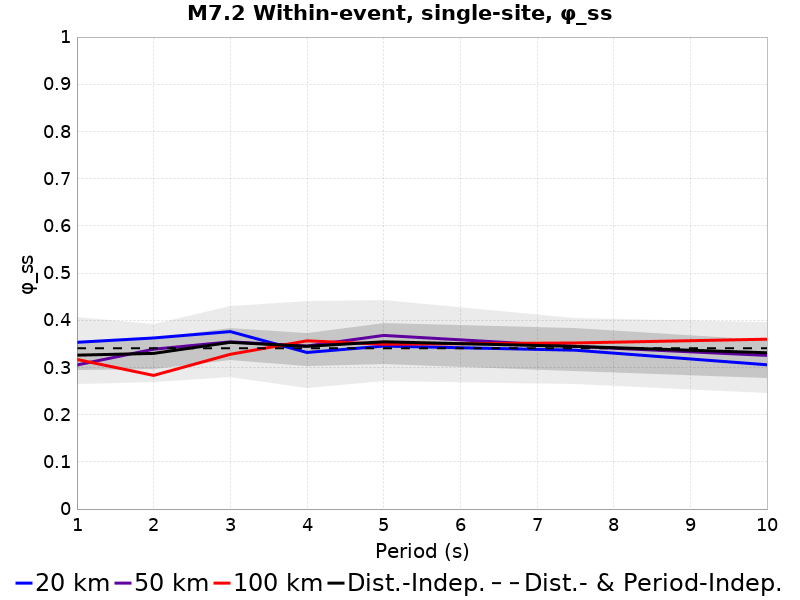 M7.2 Within-event, single-site, φ_ss
1
0.9
0.8
0.7
0.6
0.5
0.4
0.3
0.2
0.1
0
φ_ss
1 2 3 4 5 6 7 8 9 10
Period (s)
20 km 50 km 100 km Dist.-Indep. Dist.- & Period-Indep.